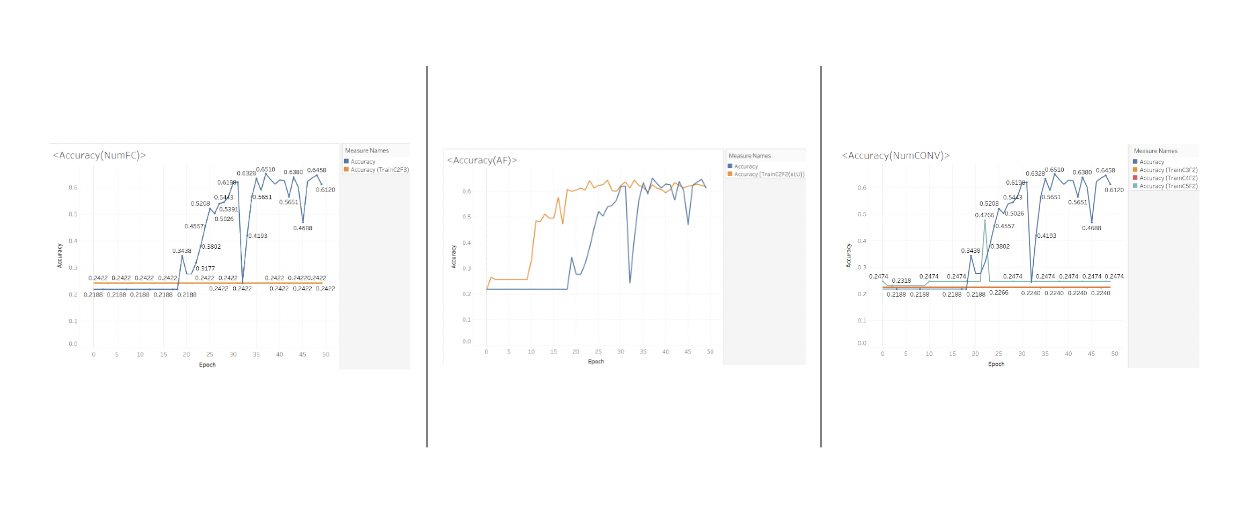 <Accuracy(NumFC)>
Measure Names
Accuracy
Accuracy (TrainC2F3)
0.6510
0.6328
0.6380
0.6458
0.6198
0.6120
0.5443
0.5651
0.5651
0.5208
0.5391
0.5026
0.4557
0.4688
0.4193
0.3802
0.3438
0.3177
0.2422 0.2422 0.2422 0.2422 0.2422 0.2422 0.2422 0.2422 0.2422
0.2422 0.2422 0.2422 0.2422
0.2188 0.2188 0.2188 0.2188 0.2188
0.6
0.5
0.4
0.3
0.2
0.1
0.0
Accuracy
0 5 10 15 20 25 30 35 40 45 50
Epoch
<Accuracy(AF)>
Measure Names
Accuracy
0.6
0.5
0.4
0.3
0.2
0.1
0.0
Accuracy
0 5 10 15 20 25 30 35 40 45 50
Epoch
<Accuracy(NumCONV)>
Measure Names
Accuracy
Accuracy (TrainC3F2)
Accuracy (TrainC4F2)
Accuracy (TrainC5F2)
0.6510
0.6328
0.6380
0.6458
0.6198
0.6120
0.5443
0.5651
0.5651
0.5208
0.5026
0.4766
0.4557
0.4688
0.4193
0.3802
0.3438
0.2474 0.2318 0.2474 0.2474 0.2474 0.2474 0.2474 0.2474
0.2188 0.2188 0.2188 0.2188 0.2266 0.2240 0.2240 0.2240 0.2240
0.6
0.5
0.4
0.3
0.2
0.1
0.0
Accuracy
0 5 10 15 20 25 30 35 40 45 50
Epoch